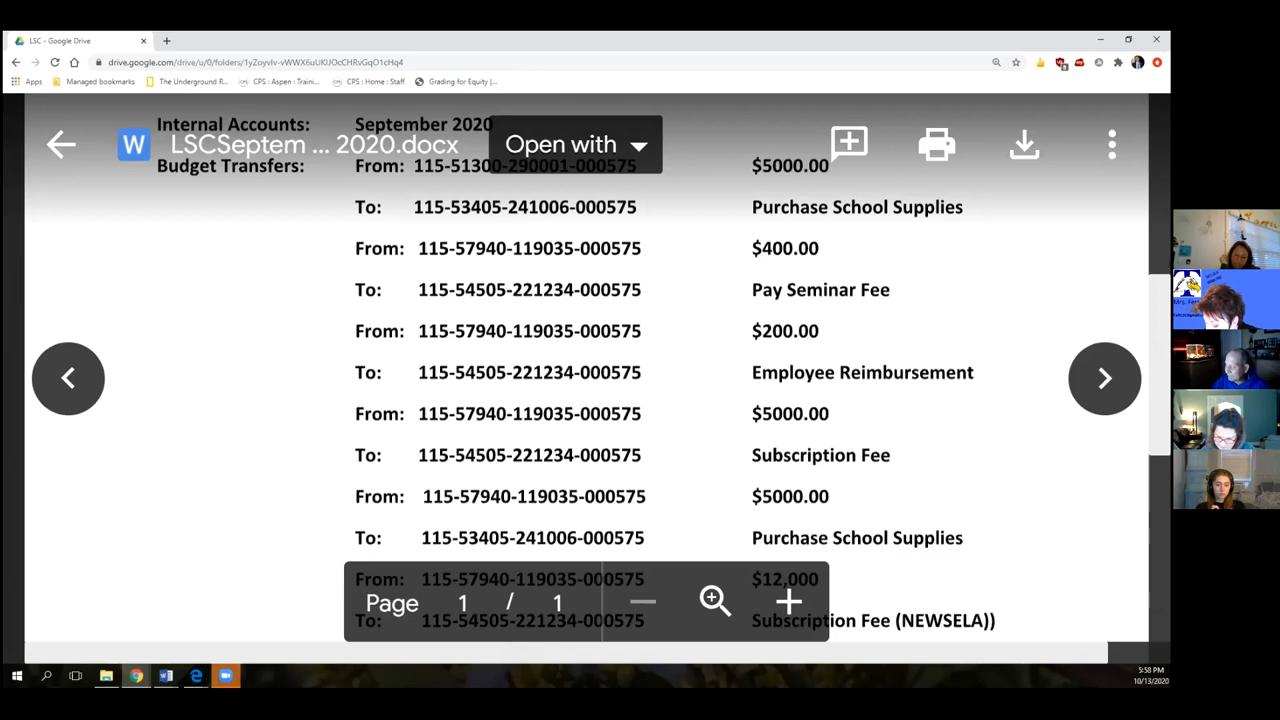 LSC - Google Drive
drive.google.com/drive/u/0/folders/1yZoyvIv-vWWX6uUKIJOcCHRvGqO1cHq4
Apps Managed bookmarks The Underground R... CPS : Aspen - Traini... CPS : Home : Staff Grading for Equity |...
Internal Accounts: September 2020
LSCSeptem ... 2020.docx Open with
Budget Transfers: From: 115-51300-290001-000575 $5000.00
To: 115-53405-241006-000575 Purchase School Supplies
From: 115-57940-119035-000575 $400.00
To: 115-54505-221234-000575 Pay Seminar Fee
From: 115-57940-119035-000575 $200.00
To: 115-54505-221234-000575 Employee Reimbursement
From: 115-57940-119035-000575 $5000.00
To: 115-54505-221234-000575 Subscription Fee
From: 115-57940-119035-000575 $5000.00
To: 115-53405-241006-000575 Purchase School Supplies
From: 115-57940-119035-000575 $12,000
Page 1 / 1
To: 115-54505-221234-000575 Subscription Fee (NEWSELA))
5:58 PM
10/13/2020